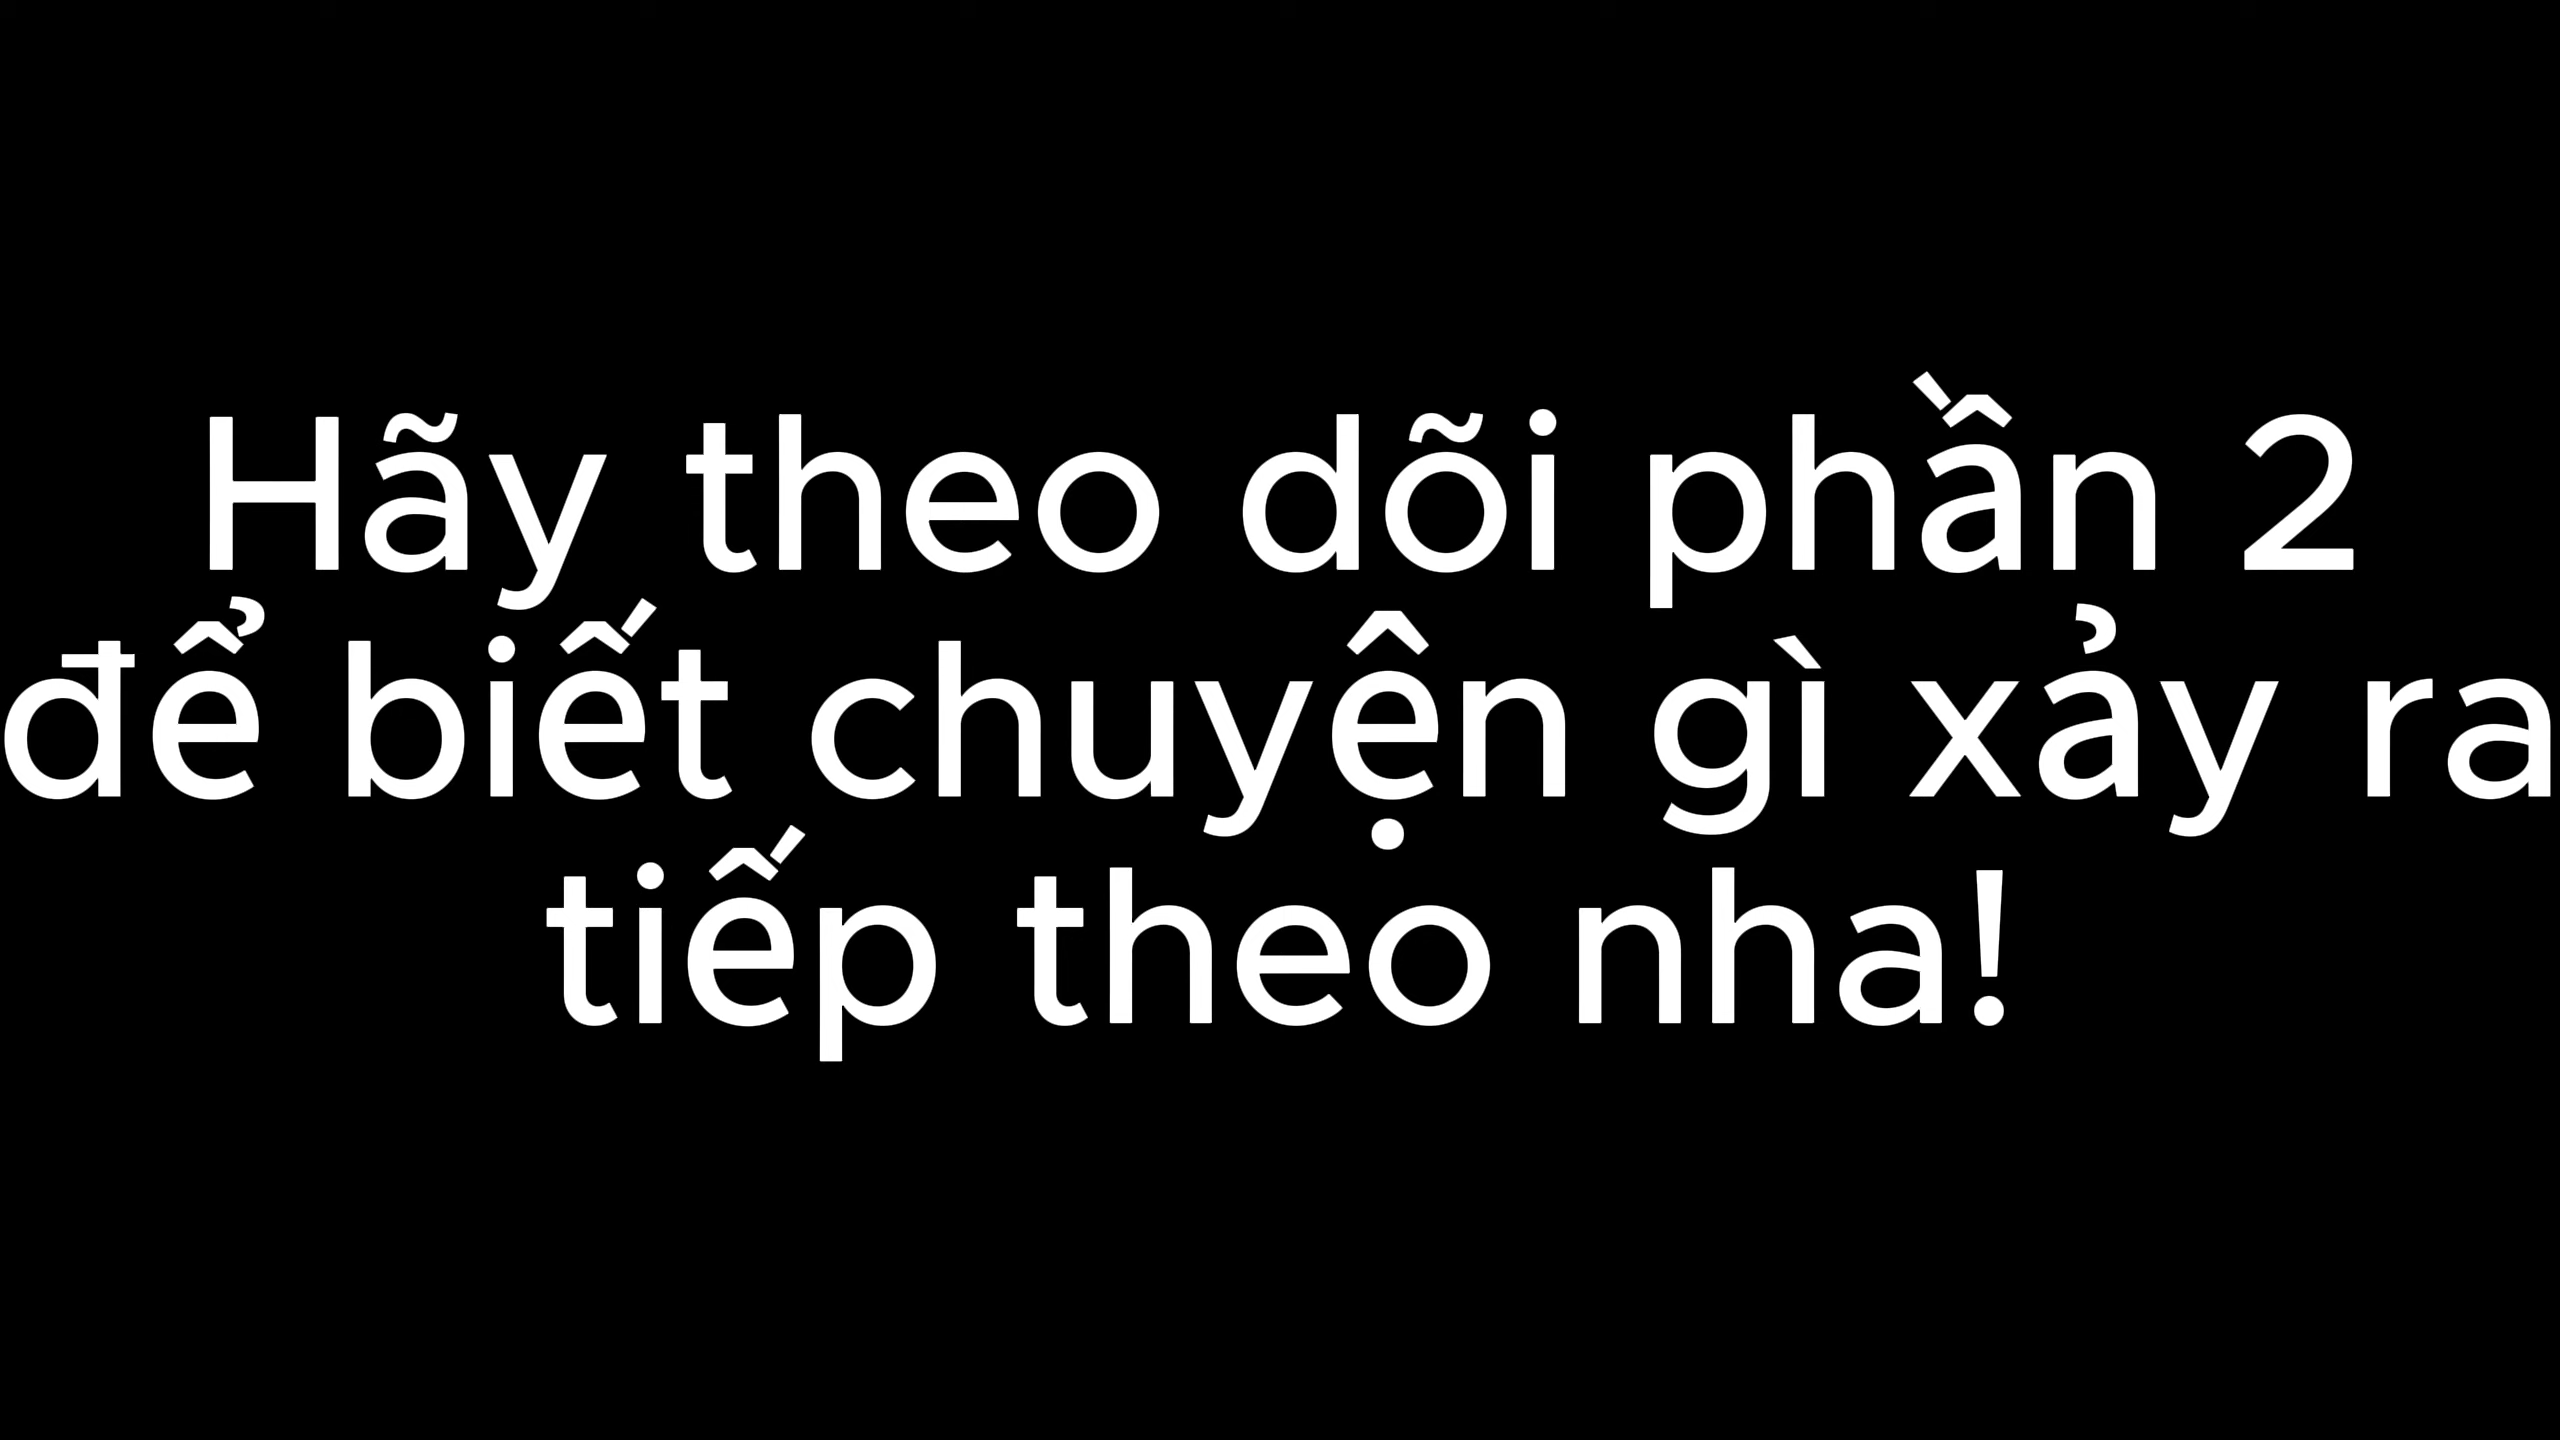 Hãy theo dõi phần 2
để biết chuyện gì xảy ra
tiếp theo nha!